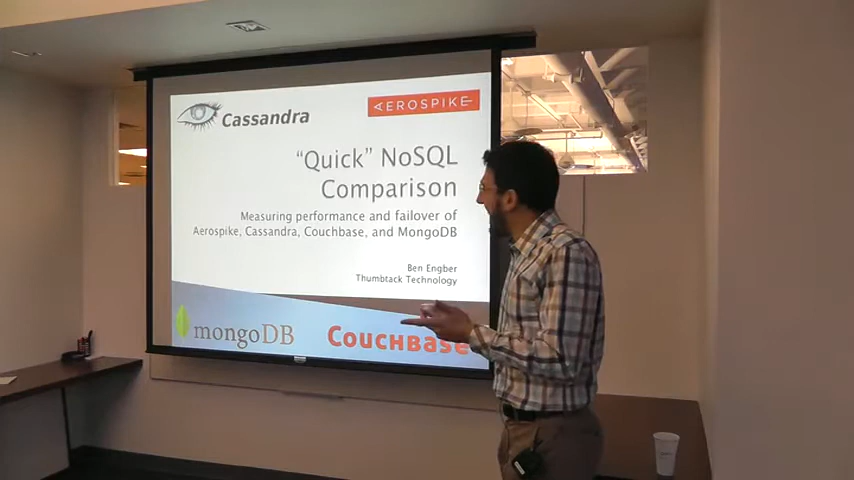 Cassandra
AEROSPIKE
“Quick” NoSQL
Comparison
Measuring performance and failover of
Aerospike, Cassandra, Couchbase, and MongoDB
Ben Engber
Thumbtack Technology
mongoDB
COUCHBASE